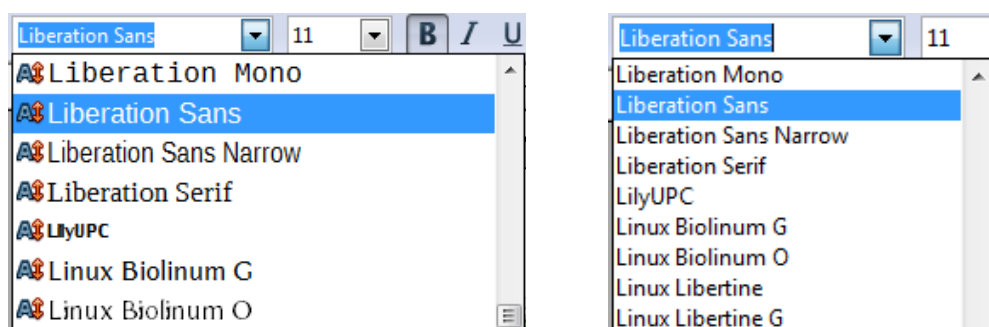 Liberation Sans 11 B I U
Liberation Mono
Liberation Sans
Liberation Sans Narrow
Liberation Serif
LilyUPC
Linux Biolinum G
Linux Biolinum O
Liberation Sans 11
Liberation Mono
Liberation Sans
Liberation Sans Narrow
Liberation Serif
LilyUPC
Linux Biolinum G
Linux Biolinum O
Linux Libertine
Linux Libertine G